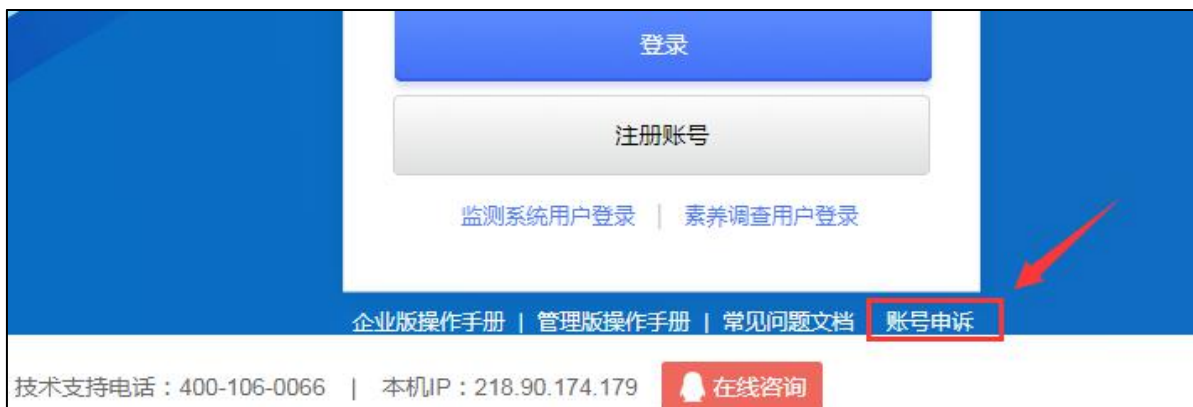 登录
注册账号
监测系统用户登录 | 素养调查用户登录
企业版操作手册 | 管理版操作手册 | 常见问题文档 账号申诉
技术支持电话：400-106-0066 | 本机IP：218.90.174.179 在线咨询